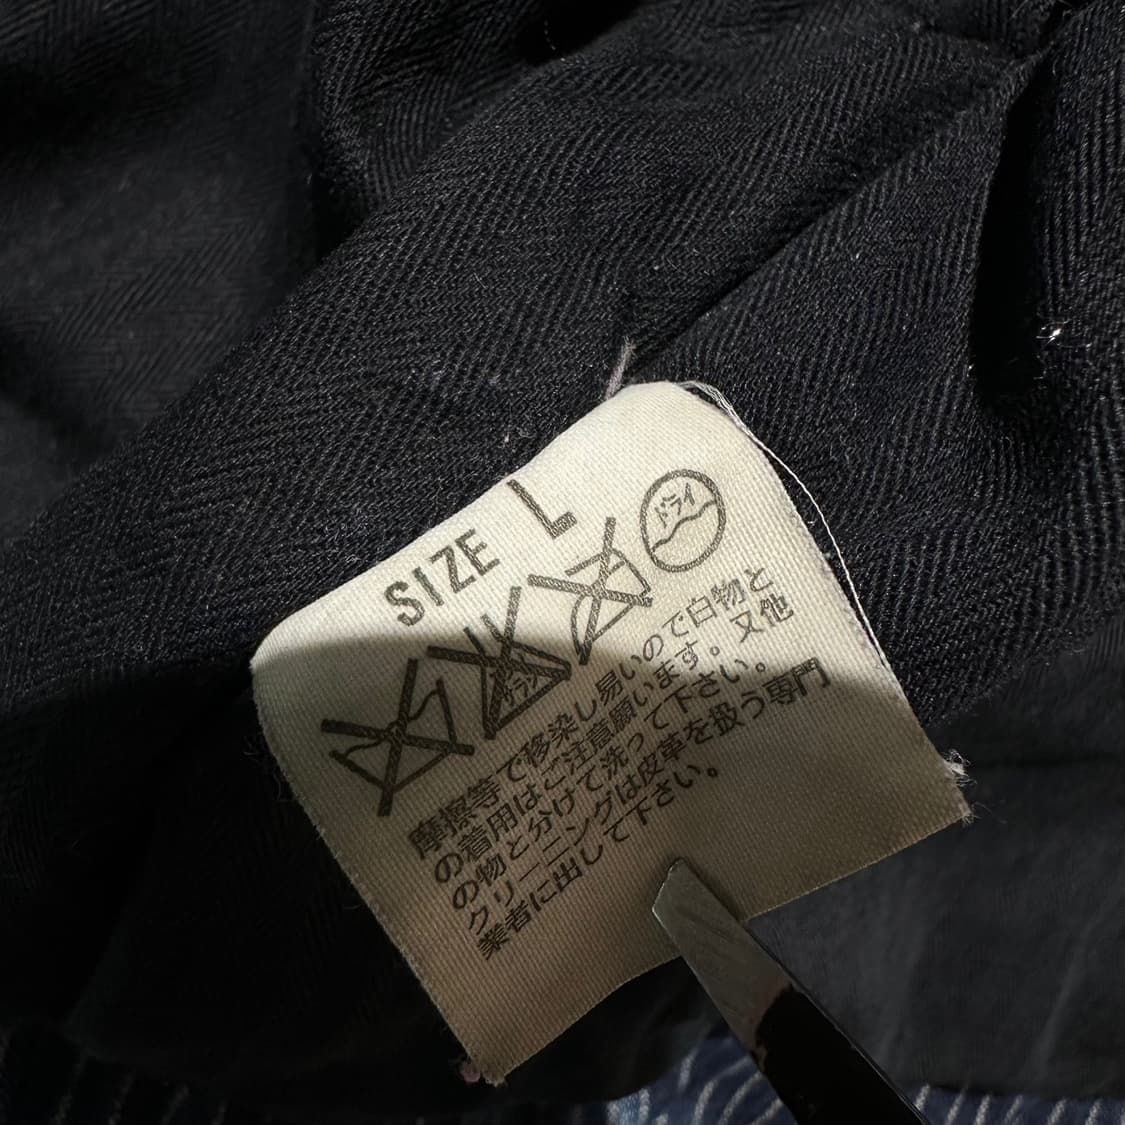 SIZE L
ドライ
摩擦等で移染し易いので白物と
の着用はご注意願います。又他
の物と分けて洗って下さい。
クリーニングは皮革を扱う専門
業者に出して下さい。